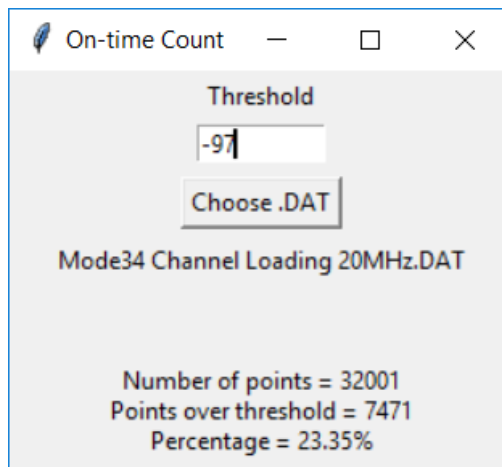 On-time Count
Threshold
-97
Choose .DAT
Mode34 Channel Loading 20MHz.DAT
Number of points = 32001
Points over threshold = 7471
Percentage = 23.35%